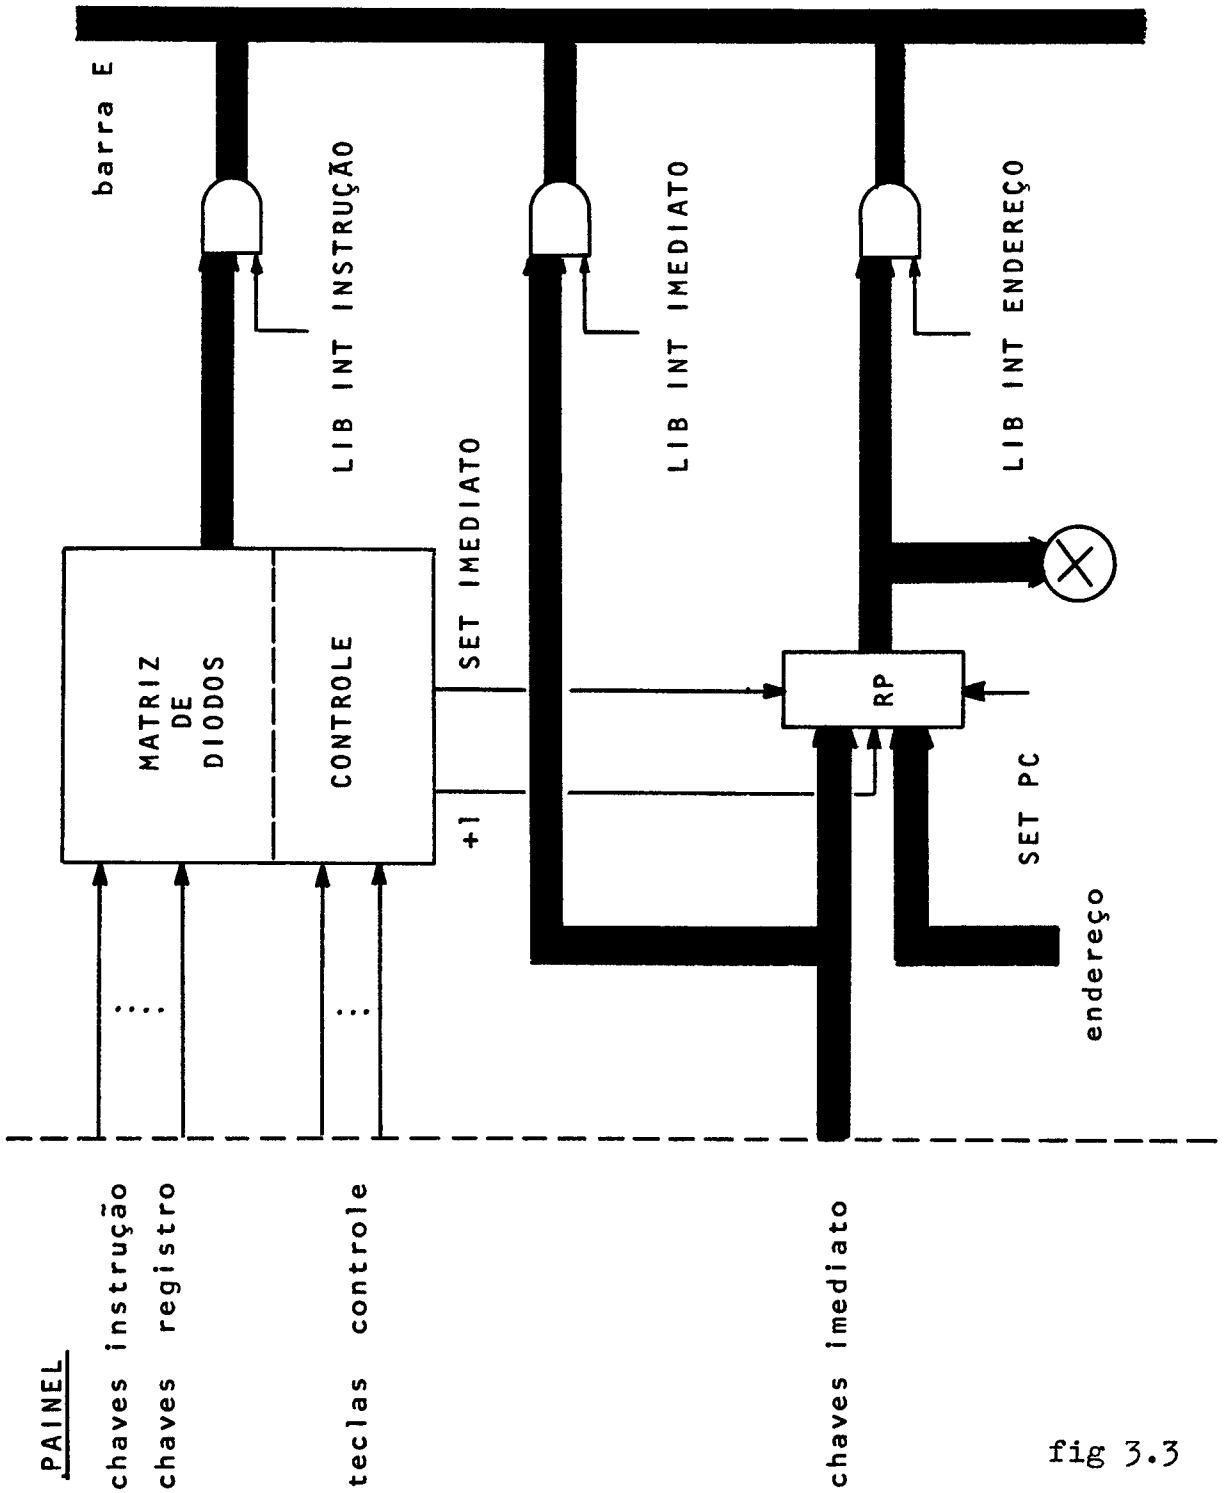 PAINEL
chaves instrução
chaves registro
teclas controle
chaves imediato
MATRIZ
DE
DIODOS
CONTROLE
+1
SET IMEDIATO
RP
SET PC
endereço
barra E
LIB INT INSTRUÇÃO
LIB INT IMEDIATO
LIB INT ENDEREÇO
fig 3.3